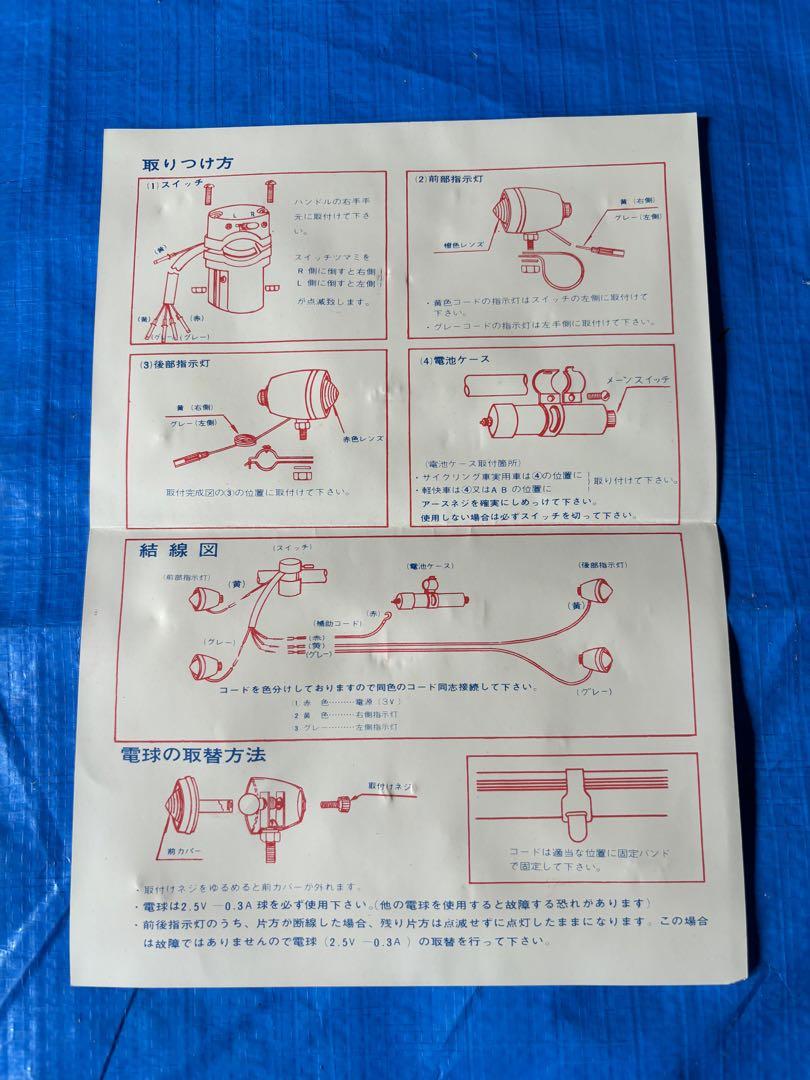 取りつけ方
(1)スイッチ
L R
ハンドルの右手手
元に取付けて下さ
い。
スイッチツマミを
R 側に倒すと右側
L 側に倒すと左側
が点滅致します。
(黄)
(黄)
(赤)
(グレー)
(2)前部指示灯
黄(右側)
グレー(左側)
橙色レンズ
・黄色コードの指示灯はスイッチの左側に取付けて
下さい。
・グレーコードの指示灯は左手側に取付けて下さい。
(3)後部指示灯
黄(右側)
グレー(左側)
赤色レンズ
取付完成図の③の位置に取付けて下さい。
(4)電池ケース
メーンスイッチ
(電池ケース取付箇所)
・サイクリング車実用車は④の位置に
・軽快車は④又はA Bの位置に
取り付けて下さい。
アースネジを確実にしめっけて下さい。
使用しない場合は必ずスイッチを切って下さい。
結線図
(スイッチ)
(前部指示灯)
(黄)
(電池ケース)
(後部指示灯)
(赤)
(黄)
(補助コード)
(グレー)
(赤)
(黄)
(グレー)
(グレー)
コードを色分けしておりますので同色のコード同志接続して下さい。
1 赤 色………電源(3V)
2 黄 色………右側指示灯
3 グレー………左側指示灯
電球の取替方法
取付けネジ
前カバー
コードは適当な位置に固定バンド
で固定して下さい。
・取付けネジをゆるめると前カバーが外れます。
・電球は2.5V－0.3A球を必ず使用下さい。(他の電球を使用すると故障する恐れがあります)
・前後指示灯のうち、片方か断線した場合、残り片方は点滅せずに点灯したままになります。この場合
は故障ではありませんので電球(2.5V－0.3A)の取替を行って下さい。